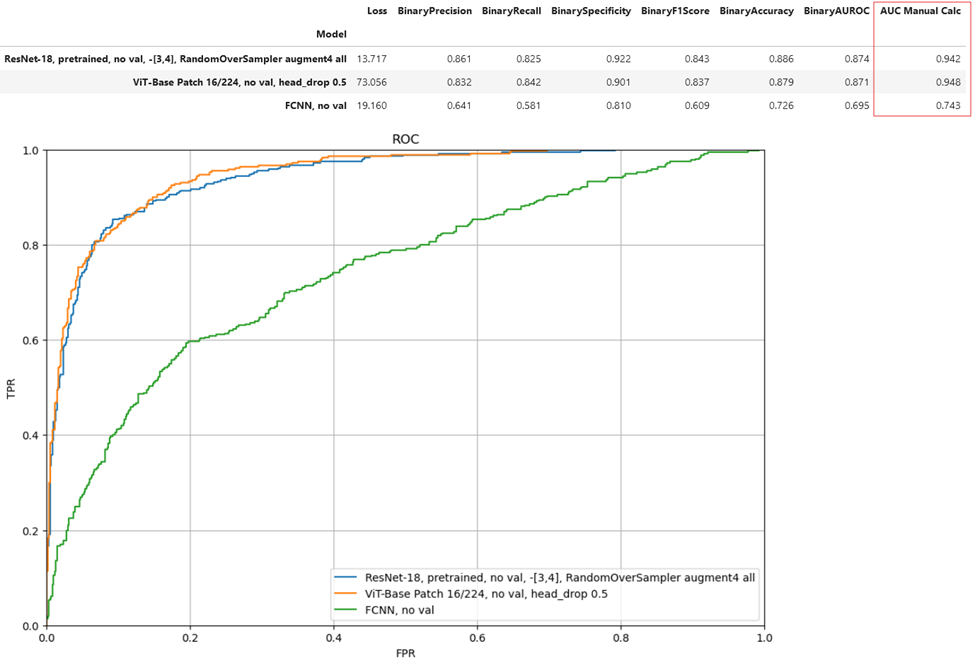 Loss BinaryPrecision BinaryRecall BinarySpecificity BinaryF1Score BinaryAccuracy BinaryAUROC AUC Manual Calc
Model
ResNet-18, pretrained, no val, -[3,4], RandomOverSampler augment4 all 13.717 0.861 0.825 0.922 0.843 0.886 0.874 0.942
ViT-Base Patch 16/224, no val, head_drop 0.5 73.056 0.832 0.842 0.901 0.837 0.879 0.871 0.948
FCNN, no val 19.160 0.641 0.581 0.810 0.609 0.726 0.695 0.743
ROC
1.0
0.8
0.6
0.4
0.2
0.0
TPR
ResNet-18, pretrained, no val, -[3,4], RandomOverSampler augment4 all
ViT-Base Patch 16/224, no val, head_drop 0.5
FCNN, no val
0.0 0.2 0.4 0.6 0.8 1.0
FPR